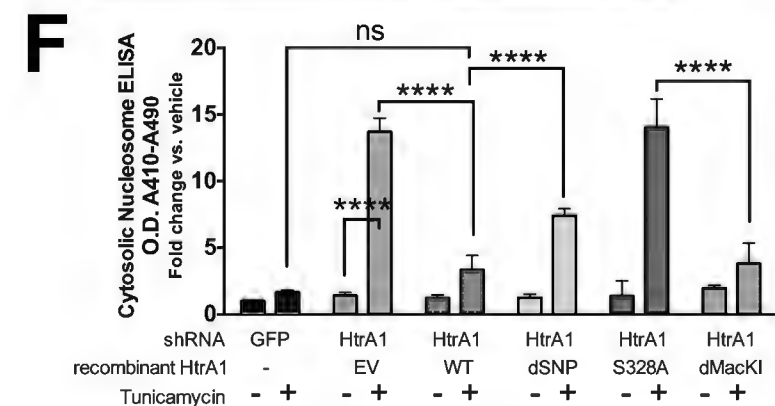 F
Cytosolic Nucleosome ELISA
O.D. A410-A490
Fold change vs. vehicle
20
15
10
5
0
ns
****
****
****
****
shRNA GFP HtrA1 HtrA1 HtrA1 HtrA1 HtrA1
recombinant HtrA1 - EV WT dSNP S328A dMacKI
Tunicamycin - + - + - + - + - + - +